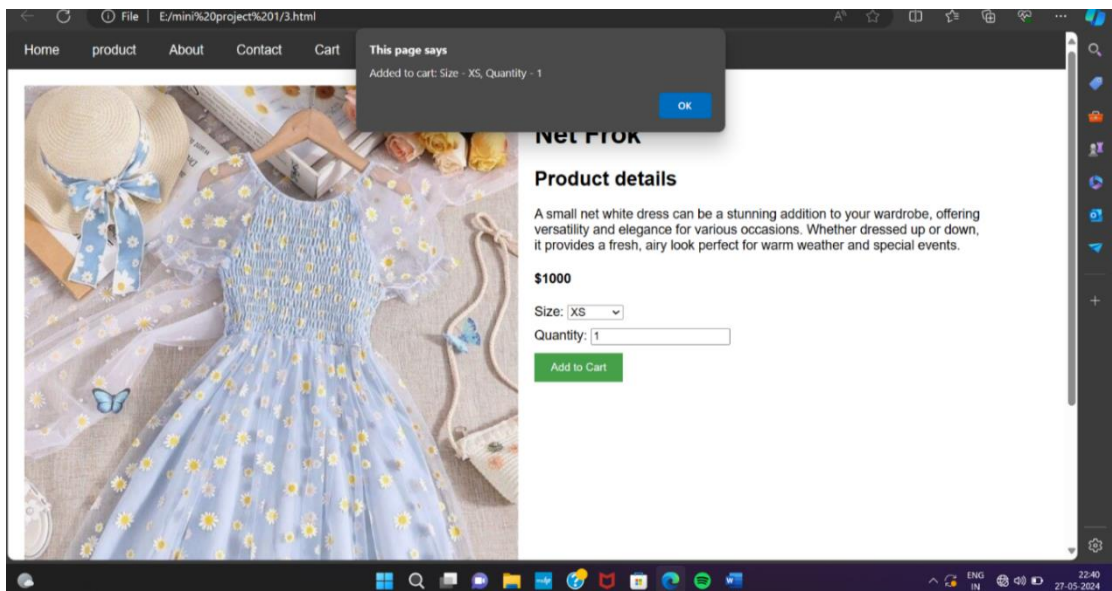 File
E:/mini%20project%201/3.html
Home product About Contact Cart
This page says
Added to cart: Size - XS, Quantity - 1
OK
Net Frok
Product details
A small net white dress can be a stunning addition to your wardrobe, offering
versatility and elegance for various occasions. Whether dressed up or down,
it provides a fresh, airy look perfect for warm weather and special events.
$1000
Size: XS
Quantity: 1
Add to Cart
ENG
IN
22:40
27-05-2024